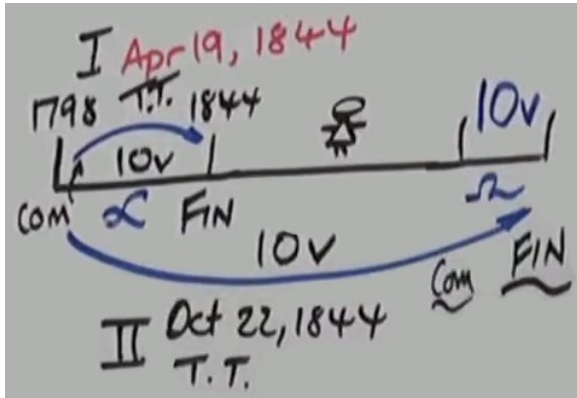 I Apr 19, 1844
1798 T.T. 1844
10v
10v
COM ∝ FIN
Ω
10v
Com FIN
II Oct 22, 1844
T.T.